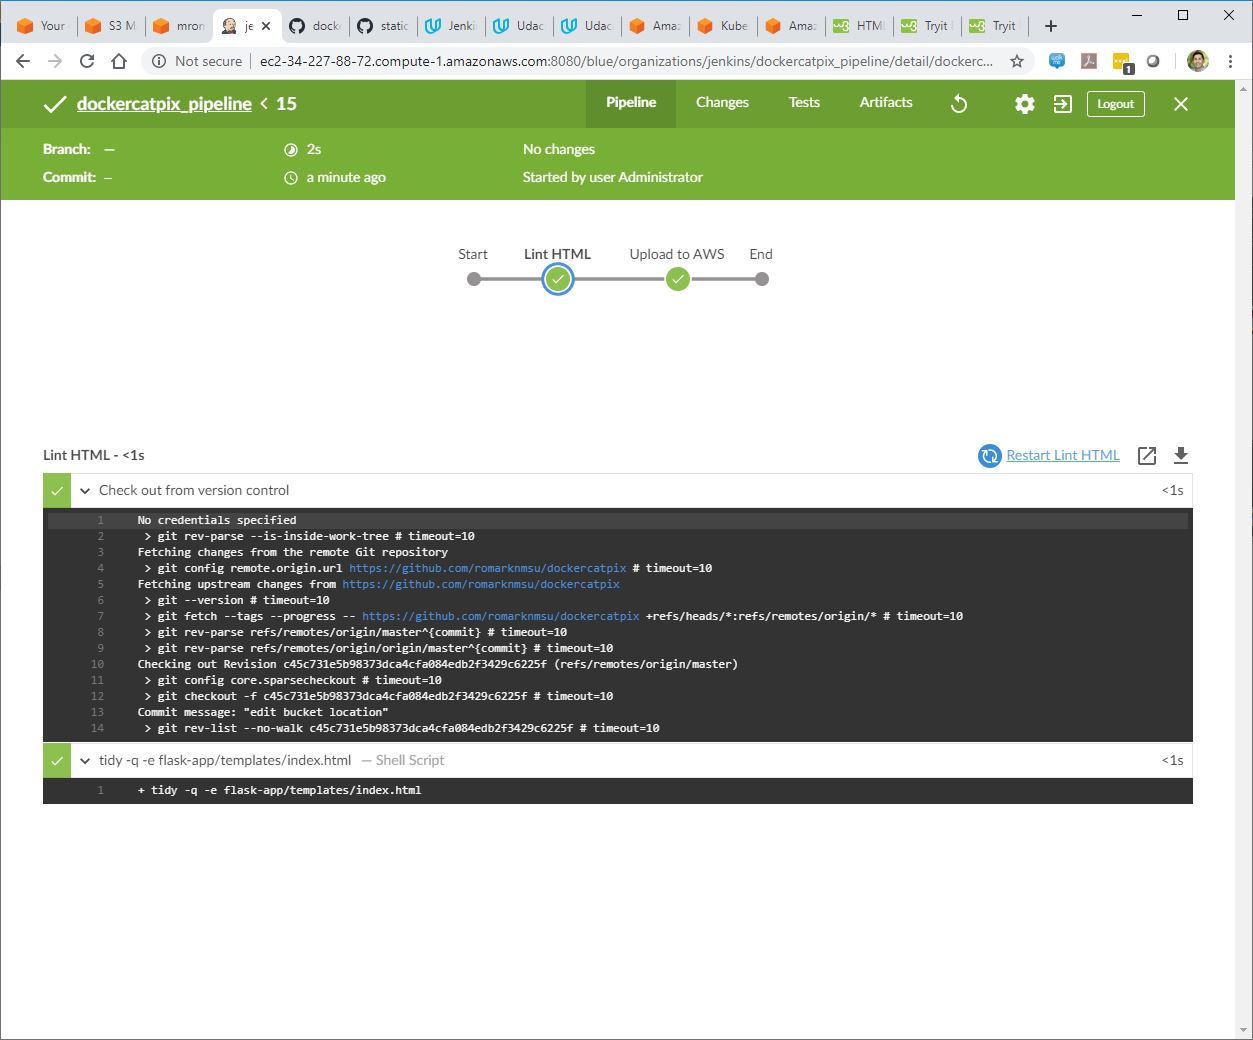 Your
S3 M
mron
je
docke
static
Jenki
Udac
Udac
Amaz
Kube
Amaz
HTML
Tryit
Tryit
Not secure
ec2-34-227-88-72.compute-1.amazonaws.com:8080/blue/organizations/jenkins/dockercatpix_pipeline/detail/dockerc...
1
dockercatpix_pipeline < 15
Pipeline
Changes
Tests
Artifacts
Logout
Branch: —
2s
No changes
Commit: –
a minute ago
Started by user Administrator
Start
Lint HTML
Upload to AWS
End
Lint HTML - <1s
Restart Lint HTML
Check out from version control
<1s
1 No credentials specified
2 > git rev-parse --is-inside-work-tree # timeout=10
3 Fetching changes from the remote Git repository
4 > git config remote.origin.url https://github.com/romarknmsu/dockercatpix # timeout=10
5 Fetching upstream changes from https://github.com/romarknmsu/dockercatpix
6 > git --version # timeout=10
7 > git fetch --tags --progress -- https://github.com/romarknmsu/dockercatpix +refs/heads/*:refs/remotes/origin/* # timeout=10
8 > git rev-parse refs/remotes/origin/master^{commit} # timeout=10
9 > git rev-parse refs/remotes/origin/origin/master^{commit} # timeout=10
10 Checking out Revision c45c731e5b98373dca4cfa084edb2f3429c6225f (refs/remotes/origin/master)
11 > git config core.sparsecheckout # timeout=10
12 > git checkout -f c45c731e5b98373dca4cfa084edb2f3429c6225f # timeout=10
13 Commit message: "edit bucket location"
14 > git rev-list --no-walk c45c731e5b98373dca4cfa084edb2f3429c6225f # timeout=10
tidy -q -e flask-app/templates/index.html — Shell Script
<1s
1 + tidy -q -e flask-app/templates/index.html